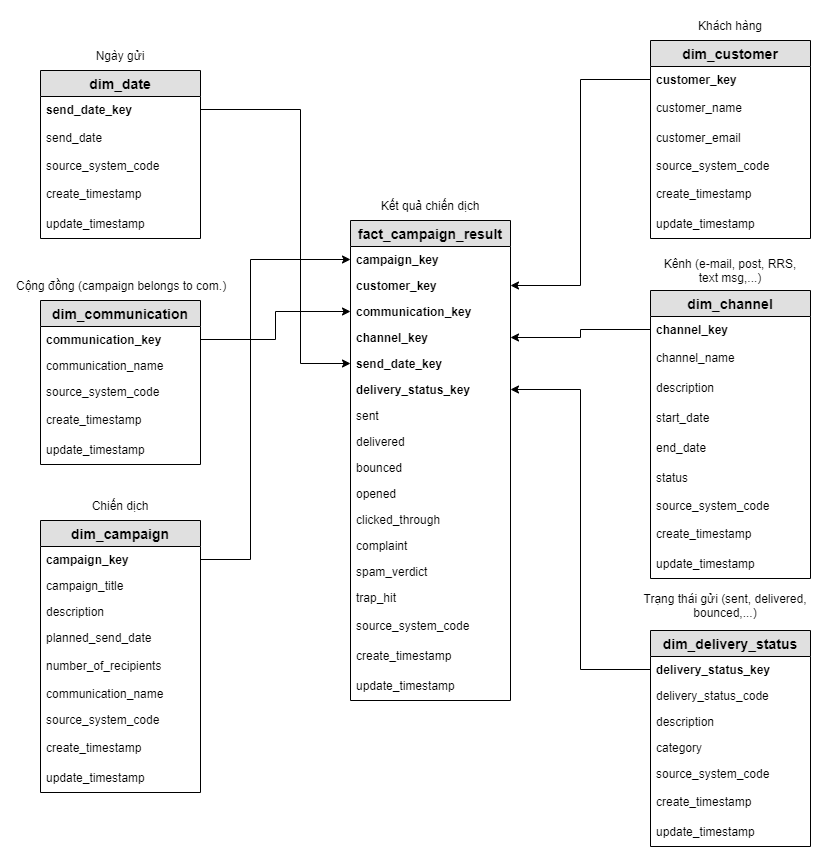 Ngày gửi
dim_date
send_date_key
send_date
source_system_code
create_timestamp
update_timestamp
Cộng đồng (campaign belongs to com.)
dim_communication
communication_key
communication_name
source_system_code
create_timestamp
update_timestamp
Chiến dịch
dim_campaign
campaign_key
campaign_title
description
planned_send_date
number_of_recipients
communication_name
source_system_code
create_timestamp
update_timestamp
Kết quả chiến dịch
fact_campaign_result
campaign_key
customer_key
communication_key
channel_key
send_date_key
delivery_status_key
sent
delivered
bounced
opened
clicked_through
complaint
spam_verdict
trap_hit
source_system_code
create_timestamp
update_timestamp
Khách hàng
dim_customer
customer_key
customer_name
customer_email
source_system_code
create_timestamp
update_timestamp
Kênh (e-mail, post, RRS,
text msg,...)
dim_channel
channel_key
channel_name
description
start_date
end_date
status
source_system_code
create_timestamp
update_timestamp
Trạng thái gửi (sent, delivered,
bounced,...)
dim_delivery_status
delivery_status_key
delivery_status_code
description
category
source_system_code
create_timestamp
update_timestamp